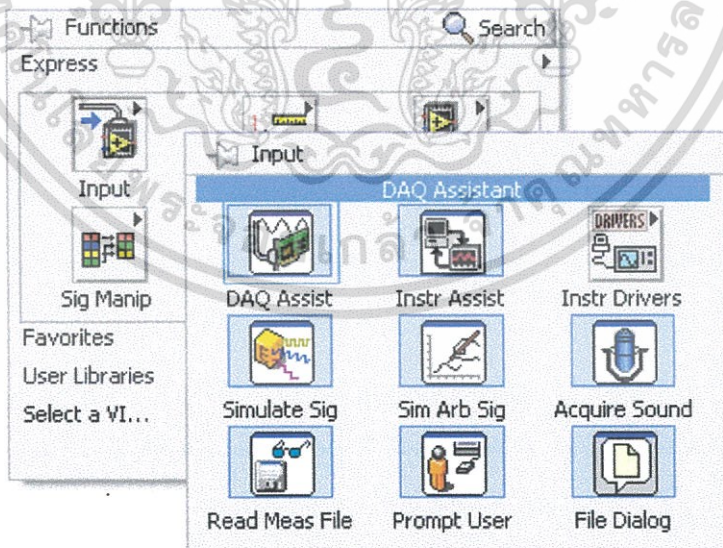 Functions
Search
Express
Input
Sig Manip
Favorites
User Libraries
Select a VI...
Input
DAQ Assistant
DAQ Assist
Instr Assist
DRIVERS
Instr Drivers
Simulate Sig
Sim Arb Sig
Acquire Sound
Read Meas File
Prompt User
File Dialog